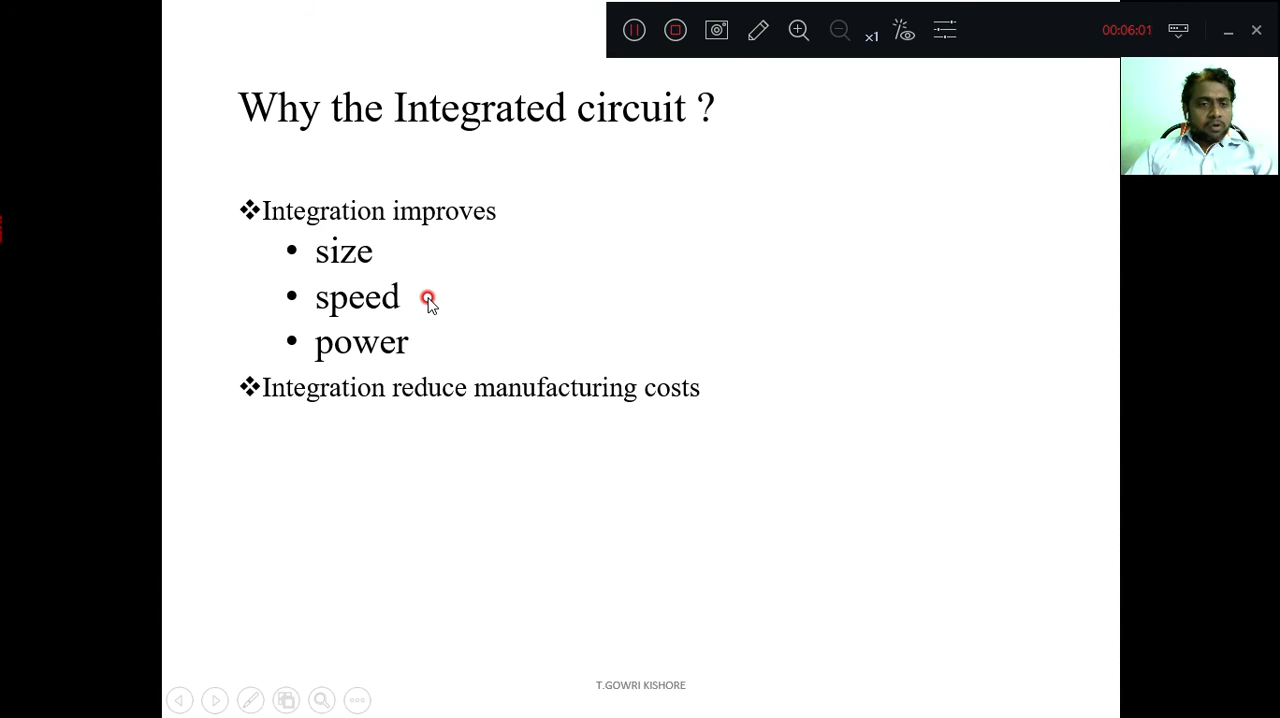 x1
00:06:01
Why the Integrated circuit ?
❖Integration improves
• size
• speed
• power
❖Integration reduce manufacturing costs
T.GOWRI KISHORE